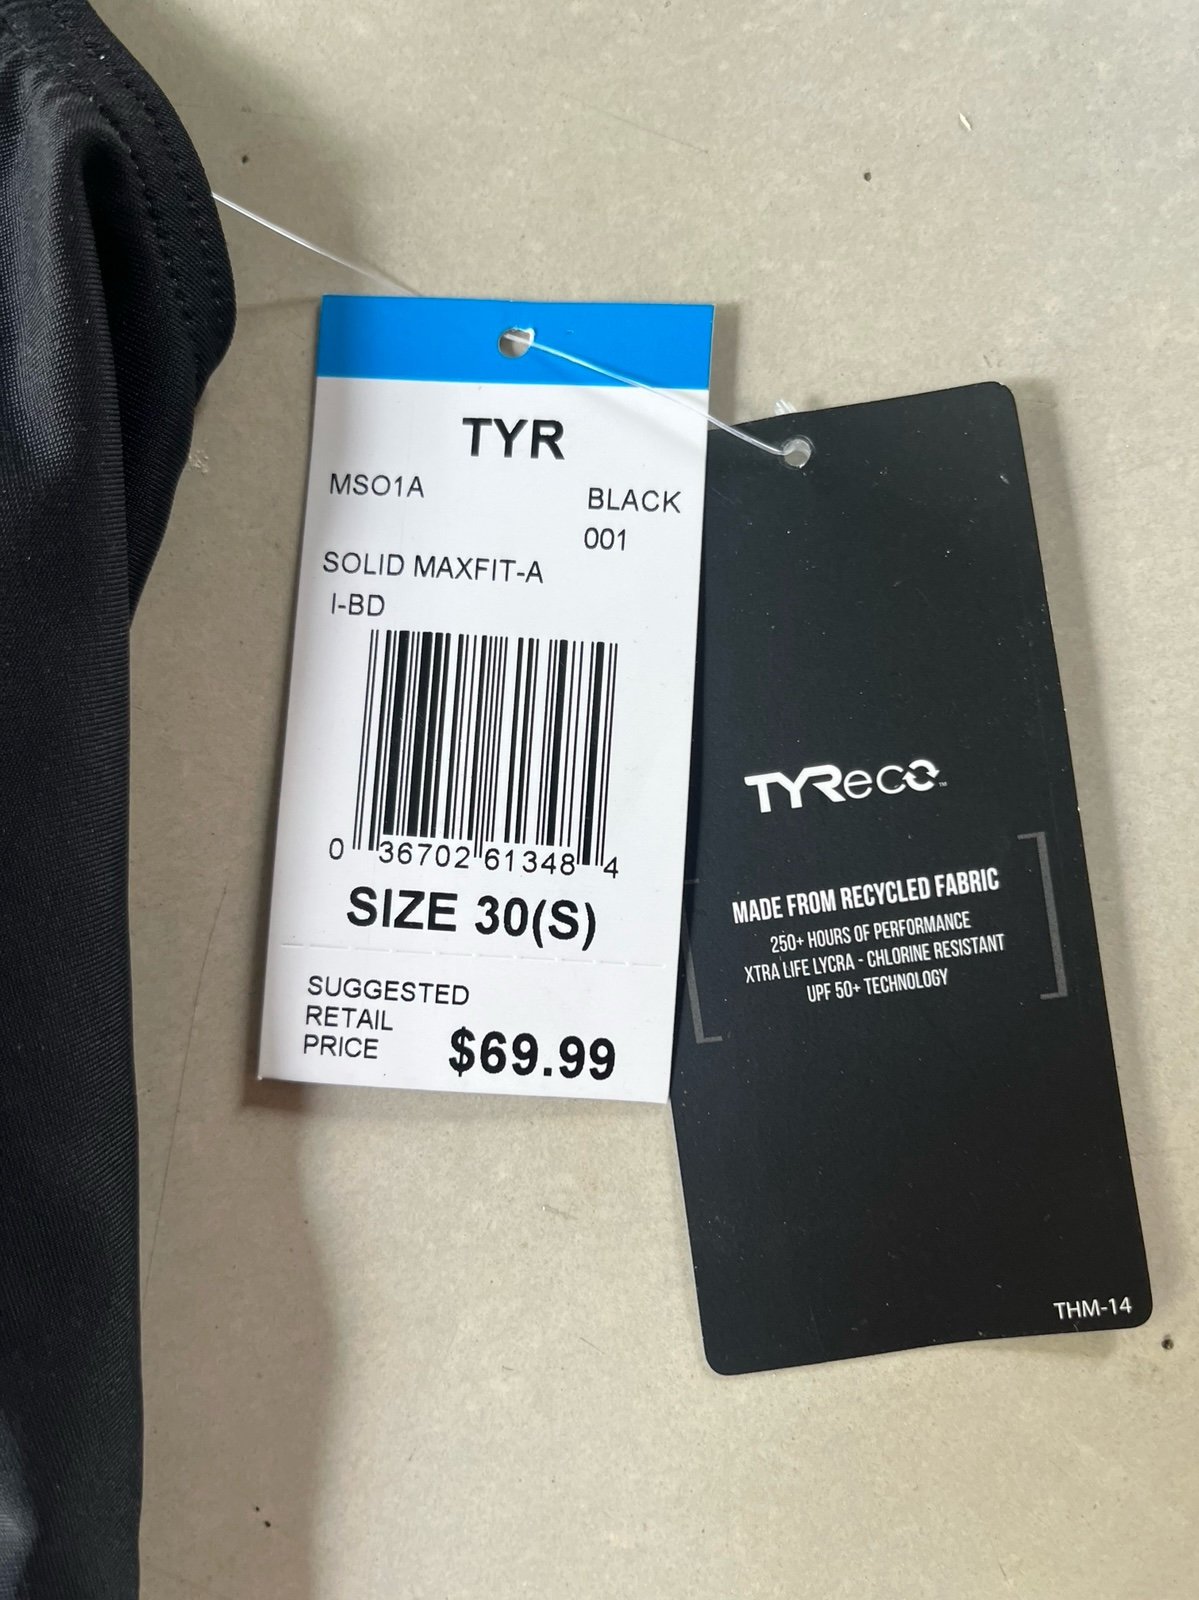 TYR
MSO1A
BLACK
001
SOLID MAXFIT-A
I-BD
0 36702 61348 4
SIZE 30(S)
SUGGESTED
RETAIL
PRICE
$69.99
TYReco™
MADE FROM RECYCLED FABRIC
250+ HOURS OF PERFORMANCE
XTRA LIFE LYCRA - CHLORINE RESISTANT
UPF 50+ TECHNOLOGY
THM-14